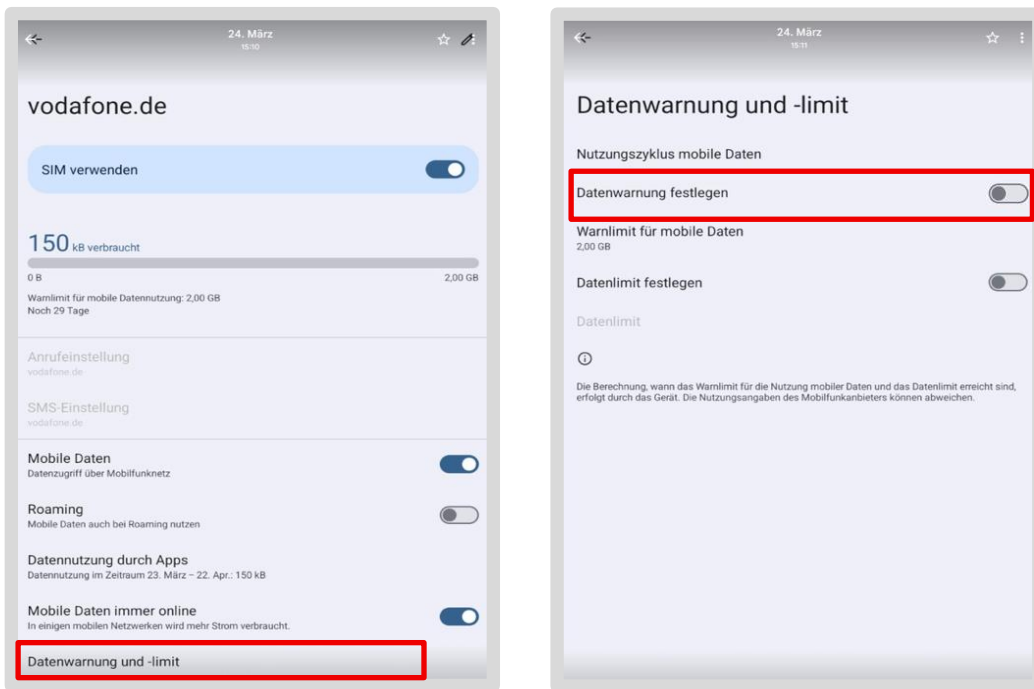 24. März
15:10
vodafone.de
SIM verwenden
150 kB verbraucht
0 B 2,00 GB
Warnlimit für mobile Datennutzung: 2,00 GB
Noch 29 Tage
Anrufeinstellung
vodafone.de
SMS-Einstellung
vodafone.de
Mobile Daten
Datenzugriff über Mobilfunknetz
Roaming
Mobile Daten auch bei Roaming nutzen
Datennutzung durch Apps
Datennutzung im Zeitraum 23. März – 22. Apr.: 150 kB
Mobile Daten immer online
In einigen mobilen Netzwerken wird mehr Strom verbraucht.
Datenwarnung und -limit
24. März
15:11
Datenwarnung und -limit
Nutzungszyklus mobile Daten
Datenwarnung festlegen
Warnlimit für mobile Daten
2,00 GB
Datenlimit festlegen
Datenlimit
Die Berechnung, wann das Warnlimit für die Nutzung mobiler Daten und das Datenlimit erreicht sind,
erfolgt durch das Gerät. Die Nutzungsangaben des Mobilfunkanbieters können abweichen.